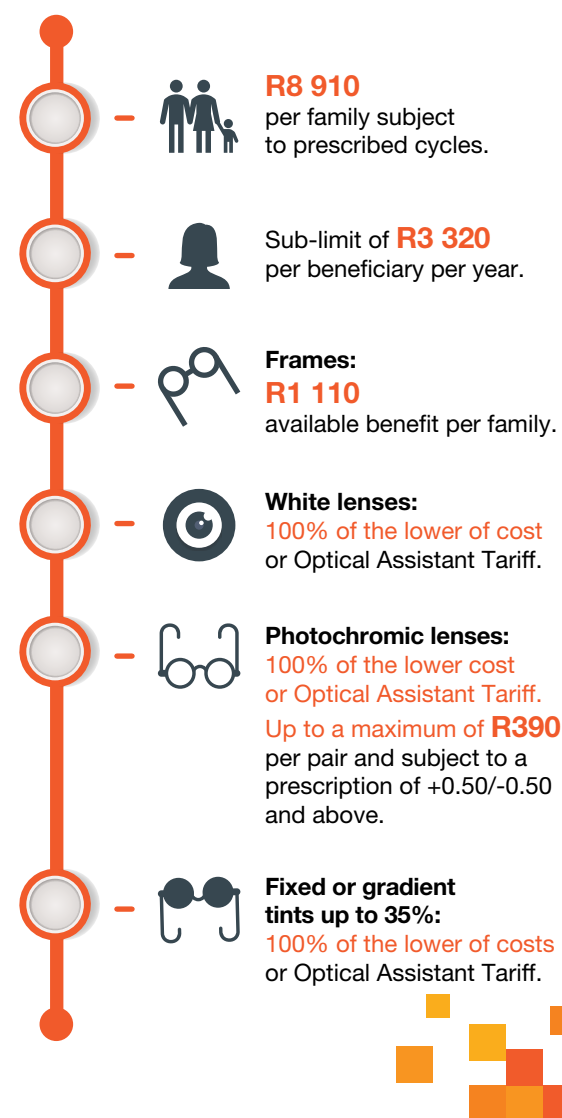 R8 910
per family subject
to prescribed cycles.
Sub-limit of R3 320
per beneficiary per year.
Frames:
R1 110
available benefit per family.
White lenses:
100% of the lower of cost
or Optical Assistant Tariff.
Photochromic lenses:
100% of the lower cost
or Optical Assistant Tariff.
Up to a maximum of R390
per pair and subject to a
prescription of +0.50/-0.50
and above.
Fixed or gradient
tints up to 35%:
100% of the lower of costs
or Optical Assistant Tariff.